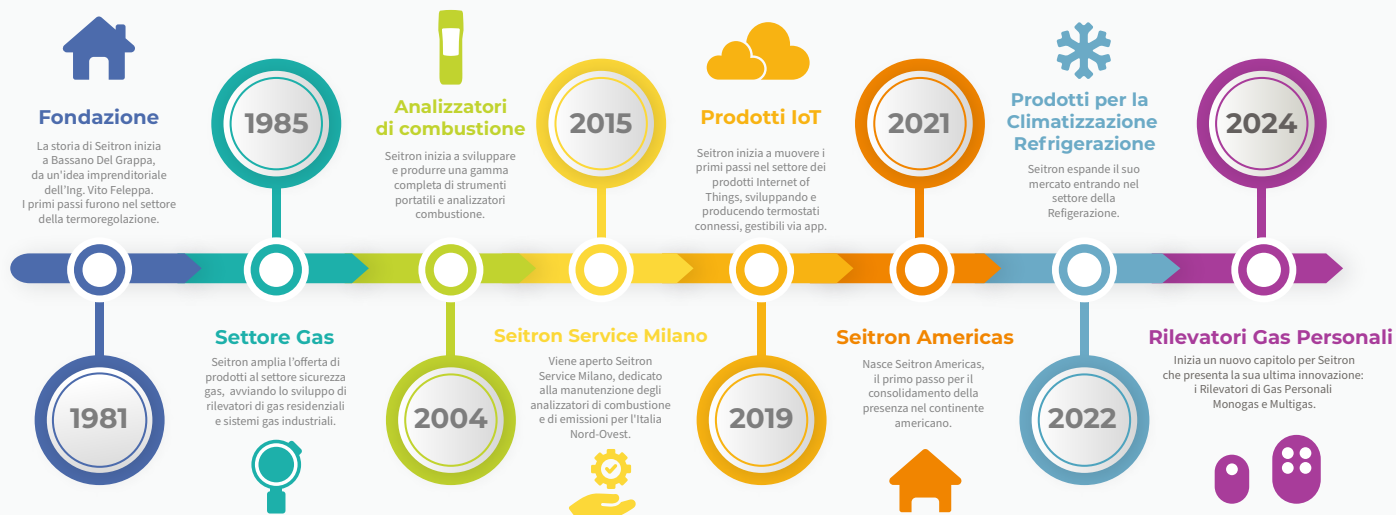 Fondazione
La storia di Seitron inizia
a Bassano Del Grappa,
da un'idea imprenditoriale
dell'Ing. Vito Feleppa.
I primi passi furono nel settore
della termoregolazione.
1981
1985
Settore Gas
Seitron amplia l'offerta di
prodotti al settore sicurezza
gas, avviando lo sviluppo di
rilevatori di gas residenziali
e sistemi gas industriali.
Analizzatori
di combustione
Seitron inizia a sviluppare
e produrre una gamma
completa di strumenti
portatili e analizzatori
combustione.
2004
2015
Seitron Service Milano
Viene aperto Seitron
Service Milano, dedicato
alla manutenzione degli
analizzatori di combustione
e di emissioni per l'Italia
Nord-Ovest.
Prodotti IoT
Seitron inizia a muovere i
primi passi nel settore dei
prodotti Internet of
Things, sviluppando e
producendo termostati
connessi, gestibili via app.
2019
2021
Seitron Americas
Nasce Seitron Americas,
il primo passo per il
consolidamento della
presenza nel continente
americano.
Prodotti per la
Climatizzazione
Refrigerazione
Seitron espande il suo
mercato entrando nel
settore della
Refigerazione.
2022
2024
Rilevatori Gas Personali
Inizia un nuovo capitolo per Seitron
che presenta la sua ultima innovazione:
i Rilevatori di Gas Personali
Monogas e Multigas.